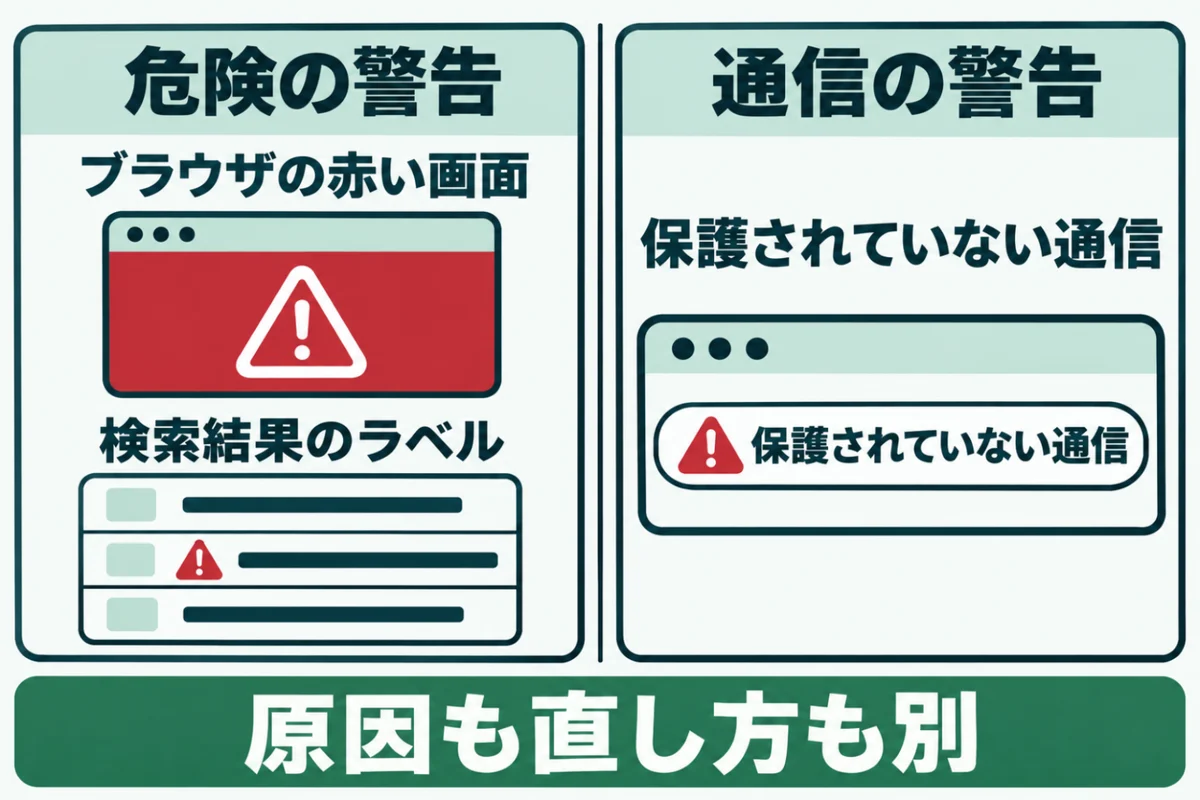 危険の警告
ブラウザの赤い画面
検索結果のラベル
通信の警告
保護されていない通信
保護されていない通信
原因も直し方も別